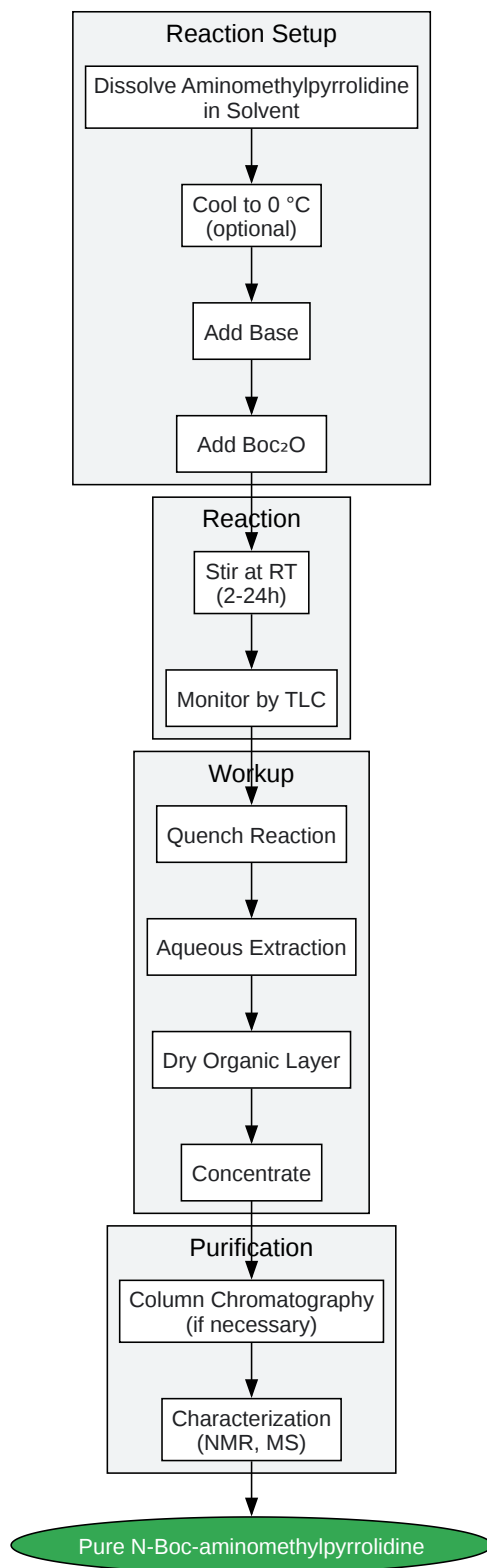 Reaction Setup
Dissolve Aminomethylpyrrolidine
in Solvent
Cool to 0 °C
(optional)
Add Base
Add Boc₂O
Reaction
Stir at RT
(2-24h)
Monitor by TLC
Workup
Quench Reaction
Aqueous Extraction
Dry Organic Layer
Concentrate
Purification
Column Chromatography
(if necessary)
Characterization
(NMR, MS)
Pure N-Boc-aminomethylpyrrolidine